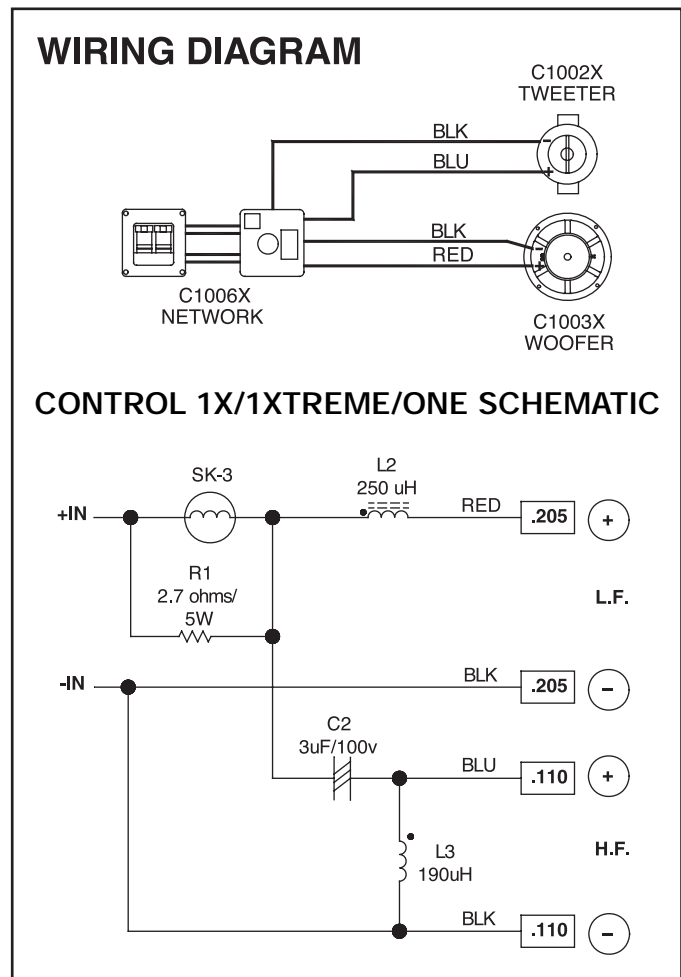 WIRING DIAGRAM
C1002X
TWEETER
BLK
BLU
BLK
RED
C1006X
NETWORK
C1003X
WOOFER
CONTROL 1X/1XTREME/ONE SCHEMATIC
SK-3
L2
250 uH
+IN
RED
.205
+
R1
2.7 ohms/
5W
L.F.
-IN
BLK
.205
–
C2
3uF/100v
BLU
.110
+
L3
190uH
H.F.
BLK
.110
–